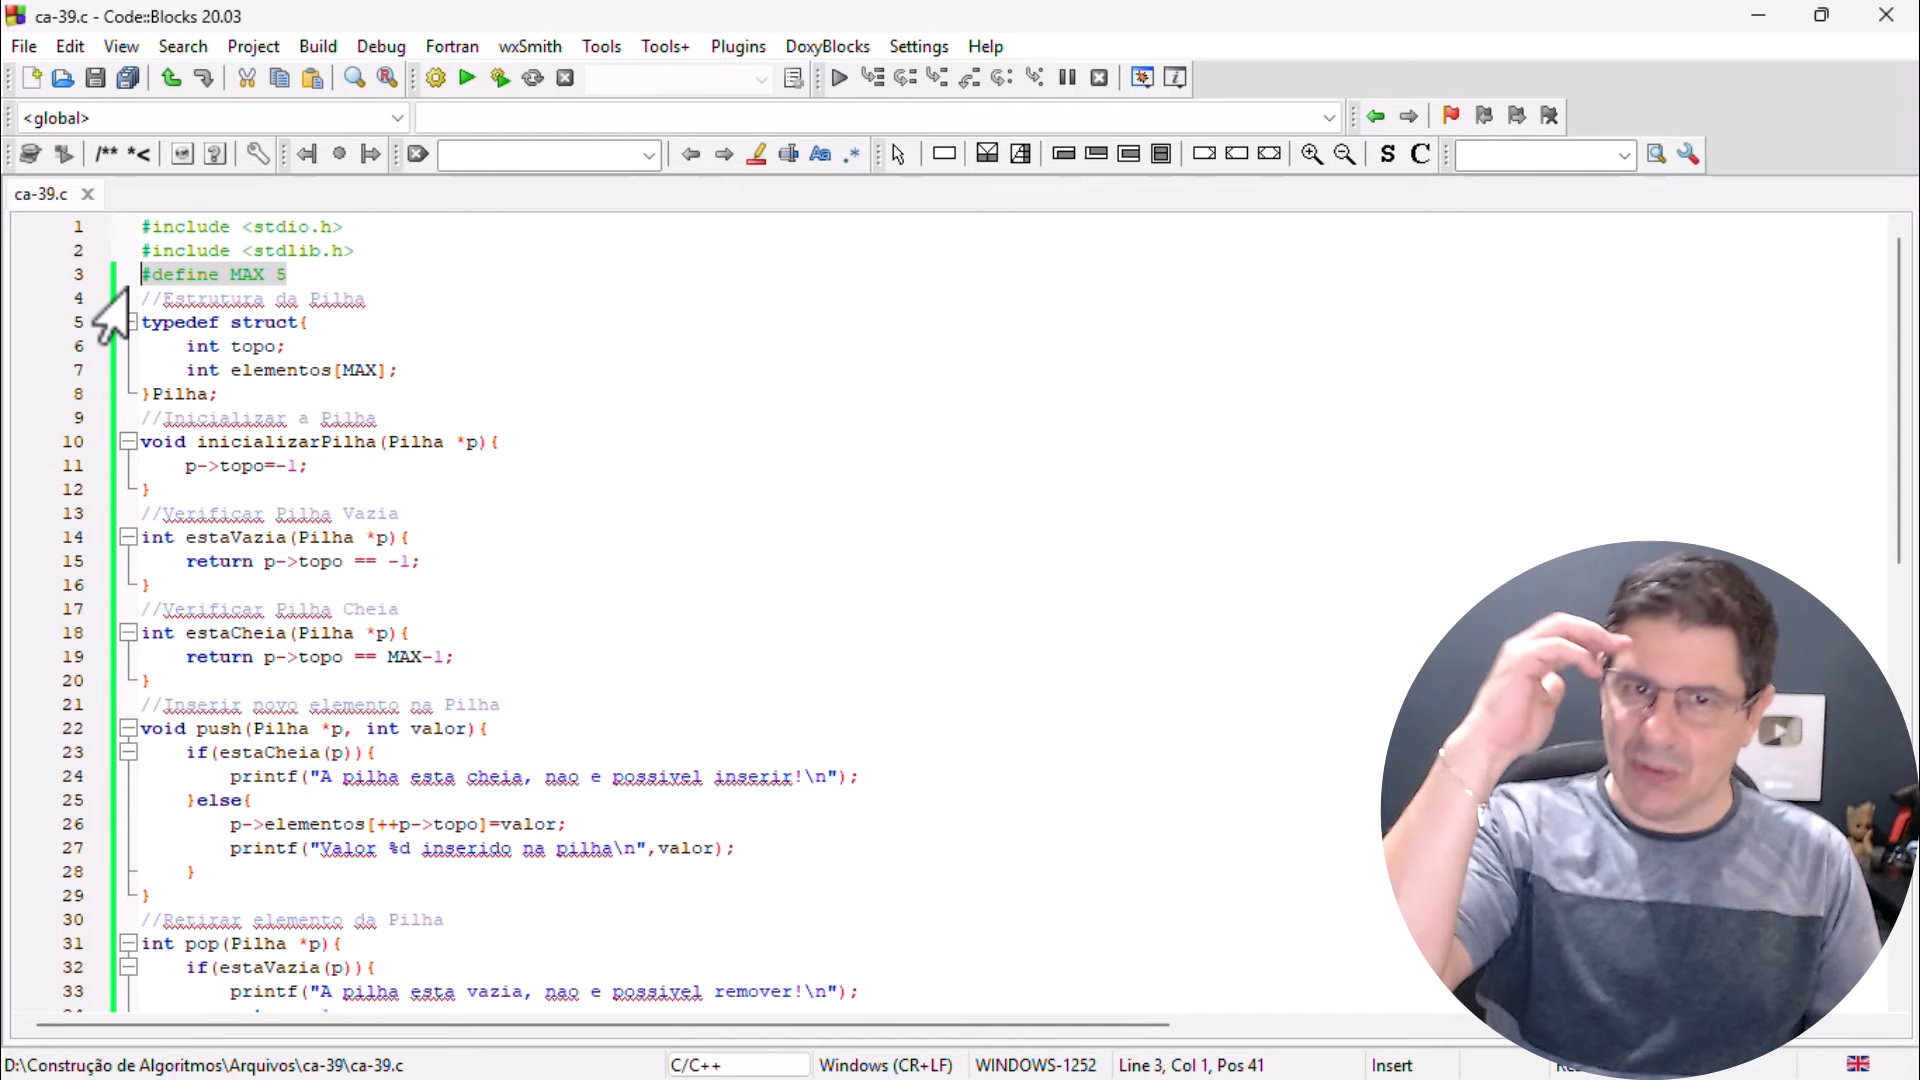 ca-39.c - Code::Blocks 20.03
File Edit View Search Project Build Debug Fortran wxSmith Tools Tools+ Plugins DoxyBlocks Settings Help
<global>
/** *< Aa .* S C
ca-39.c
1 #include <stdio.h>
2 #include <stdlib.h>
3 #define MAX 5
4 //Estrutura da Pilha
5 typedef struct{
6 int topo;
7 int elementos[MAX];
8 }Pilha;
9 //Inicializar a Pilha
10 void inicializarPilha(Pilha *p){
11 p->topo=-1;
12 }
13 //Verificar Pilha Vazia
14 int estaVazia(Pilha *p){
15 return p->topo == -1;
16 }
17 //Verificar Pilha Cheia
18 int estaCheia(Pilha *p){
19 return p->topo == MAX-1;
20 }
21 //Inserir novo elemento na Pilha
22 void push(Pilha *p, int valor){
23 if(estaCheia(p)){
24 printf("A pilha esta cheia, nao e possivel inserir!\n");
25 }else{
26 p->elementos[++p->topo]=valor;
27 printf("Valor %d inserido na pilha\n",valor);
28 }
29 }
30 //Retirar elemento da Pilha
31 int pop(Pilha *p){
32 if(estaVazia(p)){
33 printf("A pilha esta vazia, nao e possivel remover!\n");
D:\Construção de Algoritmos\Arquivos\ca-39\ca-39.c C/C++ Windows (CR+LF) WINDOWS-1252 Line 3, Col 1, Pos 41 Insert